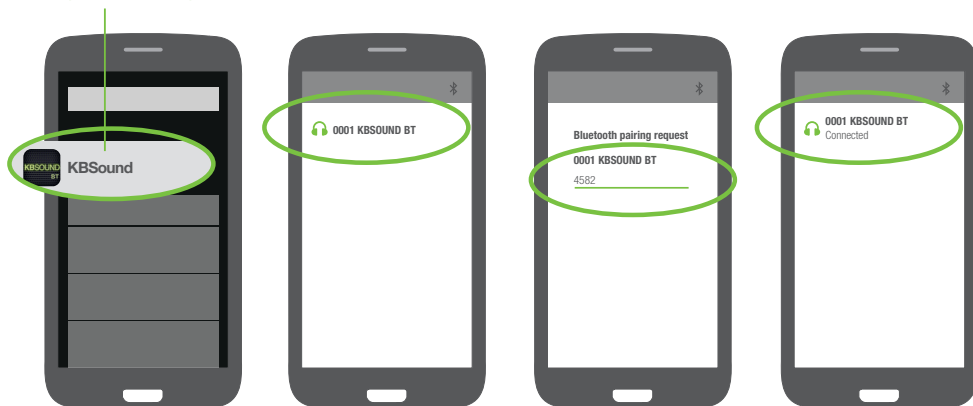 KBSOUND
BT
KBSound
0001 KBSOUND BT
Bluetooth pairing request
0001 KBSOUND BT
4582
0001 KBSOUND BT
Connected